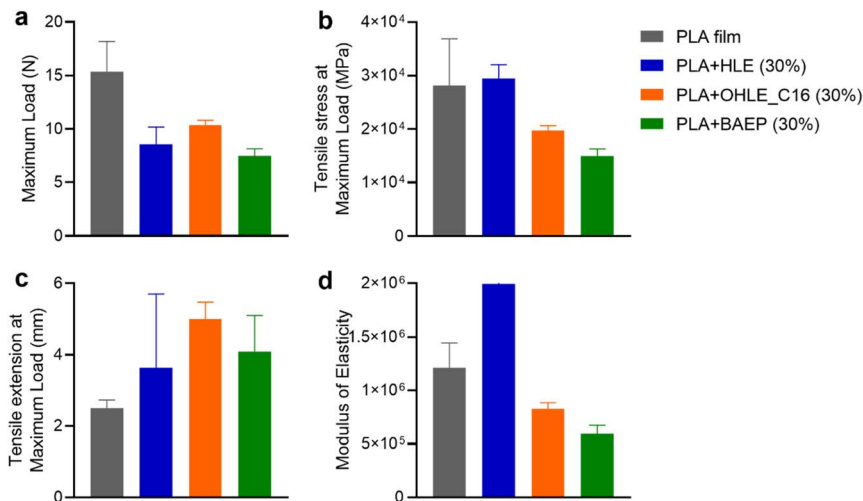 a
Maximum Load (N)
20
15
10
5
0
b
Tensile stress at
Maximum Load (MPa)
4×10⁴
3×10⁴
2×10⁴
1×10⁴
0
PLA film
PLA+HLE (30%)
PLA+OHLE_C16 (30%)
PLA+BAEP (30%)
c
Tensile extension at
Maximum Load (mm)
6
4
2
0
d
Modulus of Elasticity
2×10⁶
1.5×10⁶
1×10⁶
5×10⁵
0